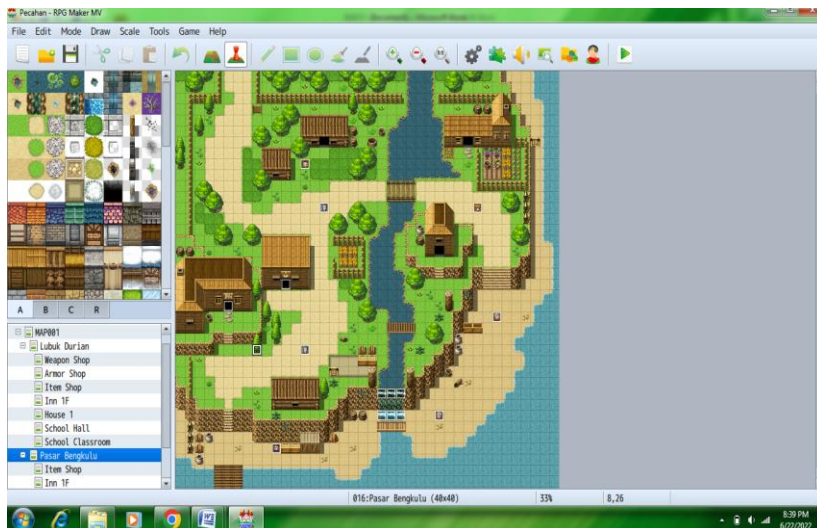 Pecahan - RPG Maker MV
File Edit Mode Draw Scale Tools Game Help
A B C R
MAP001
Lubuk Durian
Weapon Shop
Armor Shop
Item Shop
Inn 1F
House 1
School Hall
School Classroom
Pasar Bengkulu
Item Shop
Inn 1F
016:Pasar Bengkulu (40x40) 33% 8,26
8:39 PM
6/22/2022